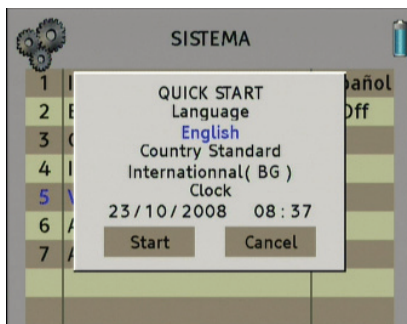 SISTEMA
1
pañol
2
Off
3
4
5
6
7
QUICK START
Language
English
Country Standard
Internationnal( BG )
Clock
23/10/2008 08:37
Start Cancel